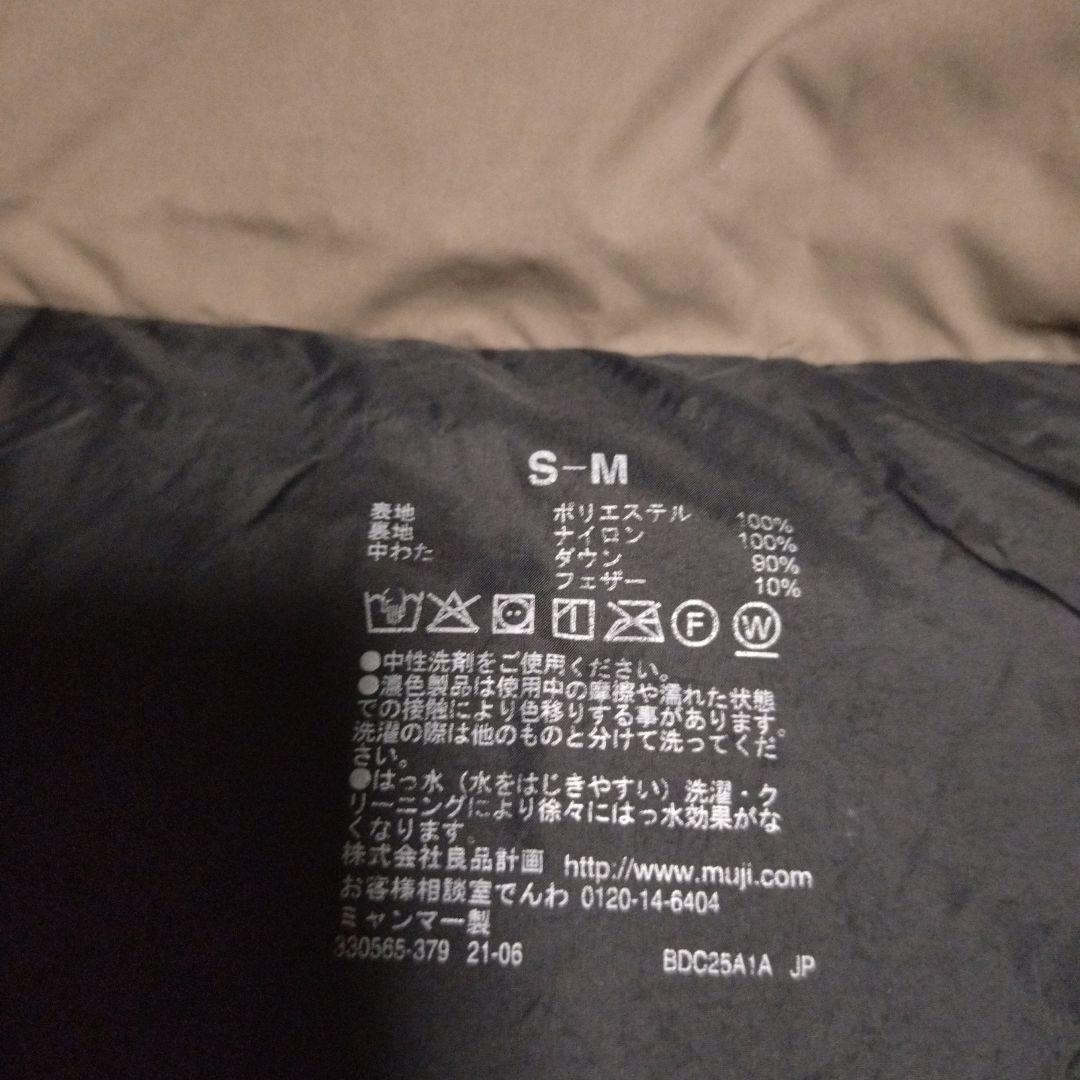 S-M
表地 ポリエステル 100%
裏地 ナイロン 100%
中わた ダウン 90%
フェザー 10%
F W
●中性洗剤をご使用ください。
●濃色製品は使用中の摩擦や濡れた状態
での接触により色移りする事があります。
洗濯の際は他のものと分けて洗ってくだ
さい。
●はっ水（水をはじきやすい）洗濯・ク
リーニングにより徐々にはっ水効果がな
くなります。
株式会社良品計画 http://www.muji.com
お客様相談室でんわ 0120-14-6404
ミャンマー製
330565-379 21-06 BDC25A1A JP